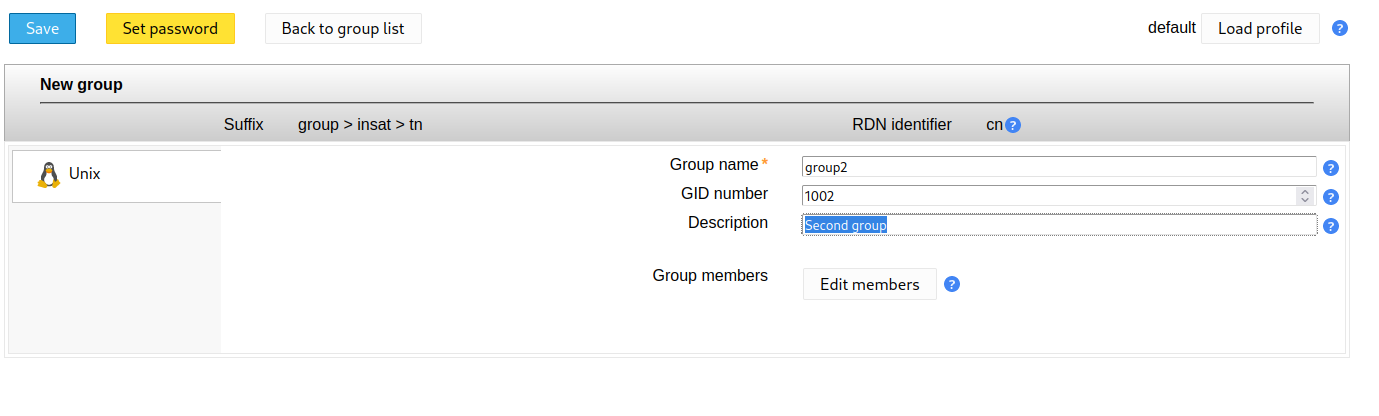 Save Set password Back to group list default Load profile ?
New group
Suffix group > insat > tn RDN identifier cn ?
Unix
Group name * group2 ?
GID number 1002 ?
Description Second group ?
Group members Edit members ?